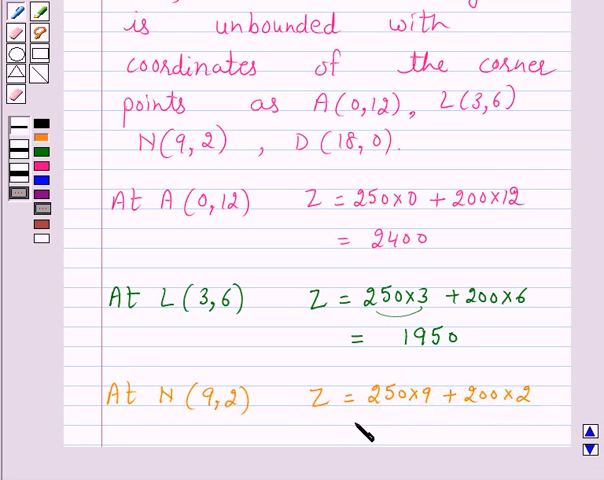 is unbounded with
coordinates of the corner
points as A(0,12), L(3,6)
N(9,2), D(18,0).
At A(0,12) Z = 250×0 + 200×12
= 2400
At L(3,6) Z = 250×3 + 200×6
= 1950
At N(9,2) Z = 250×9 + 200×2